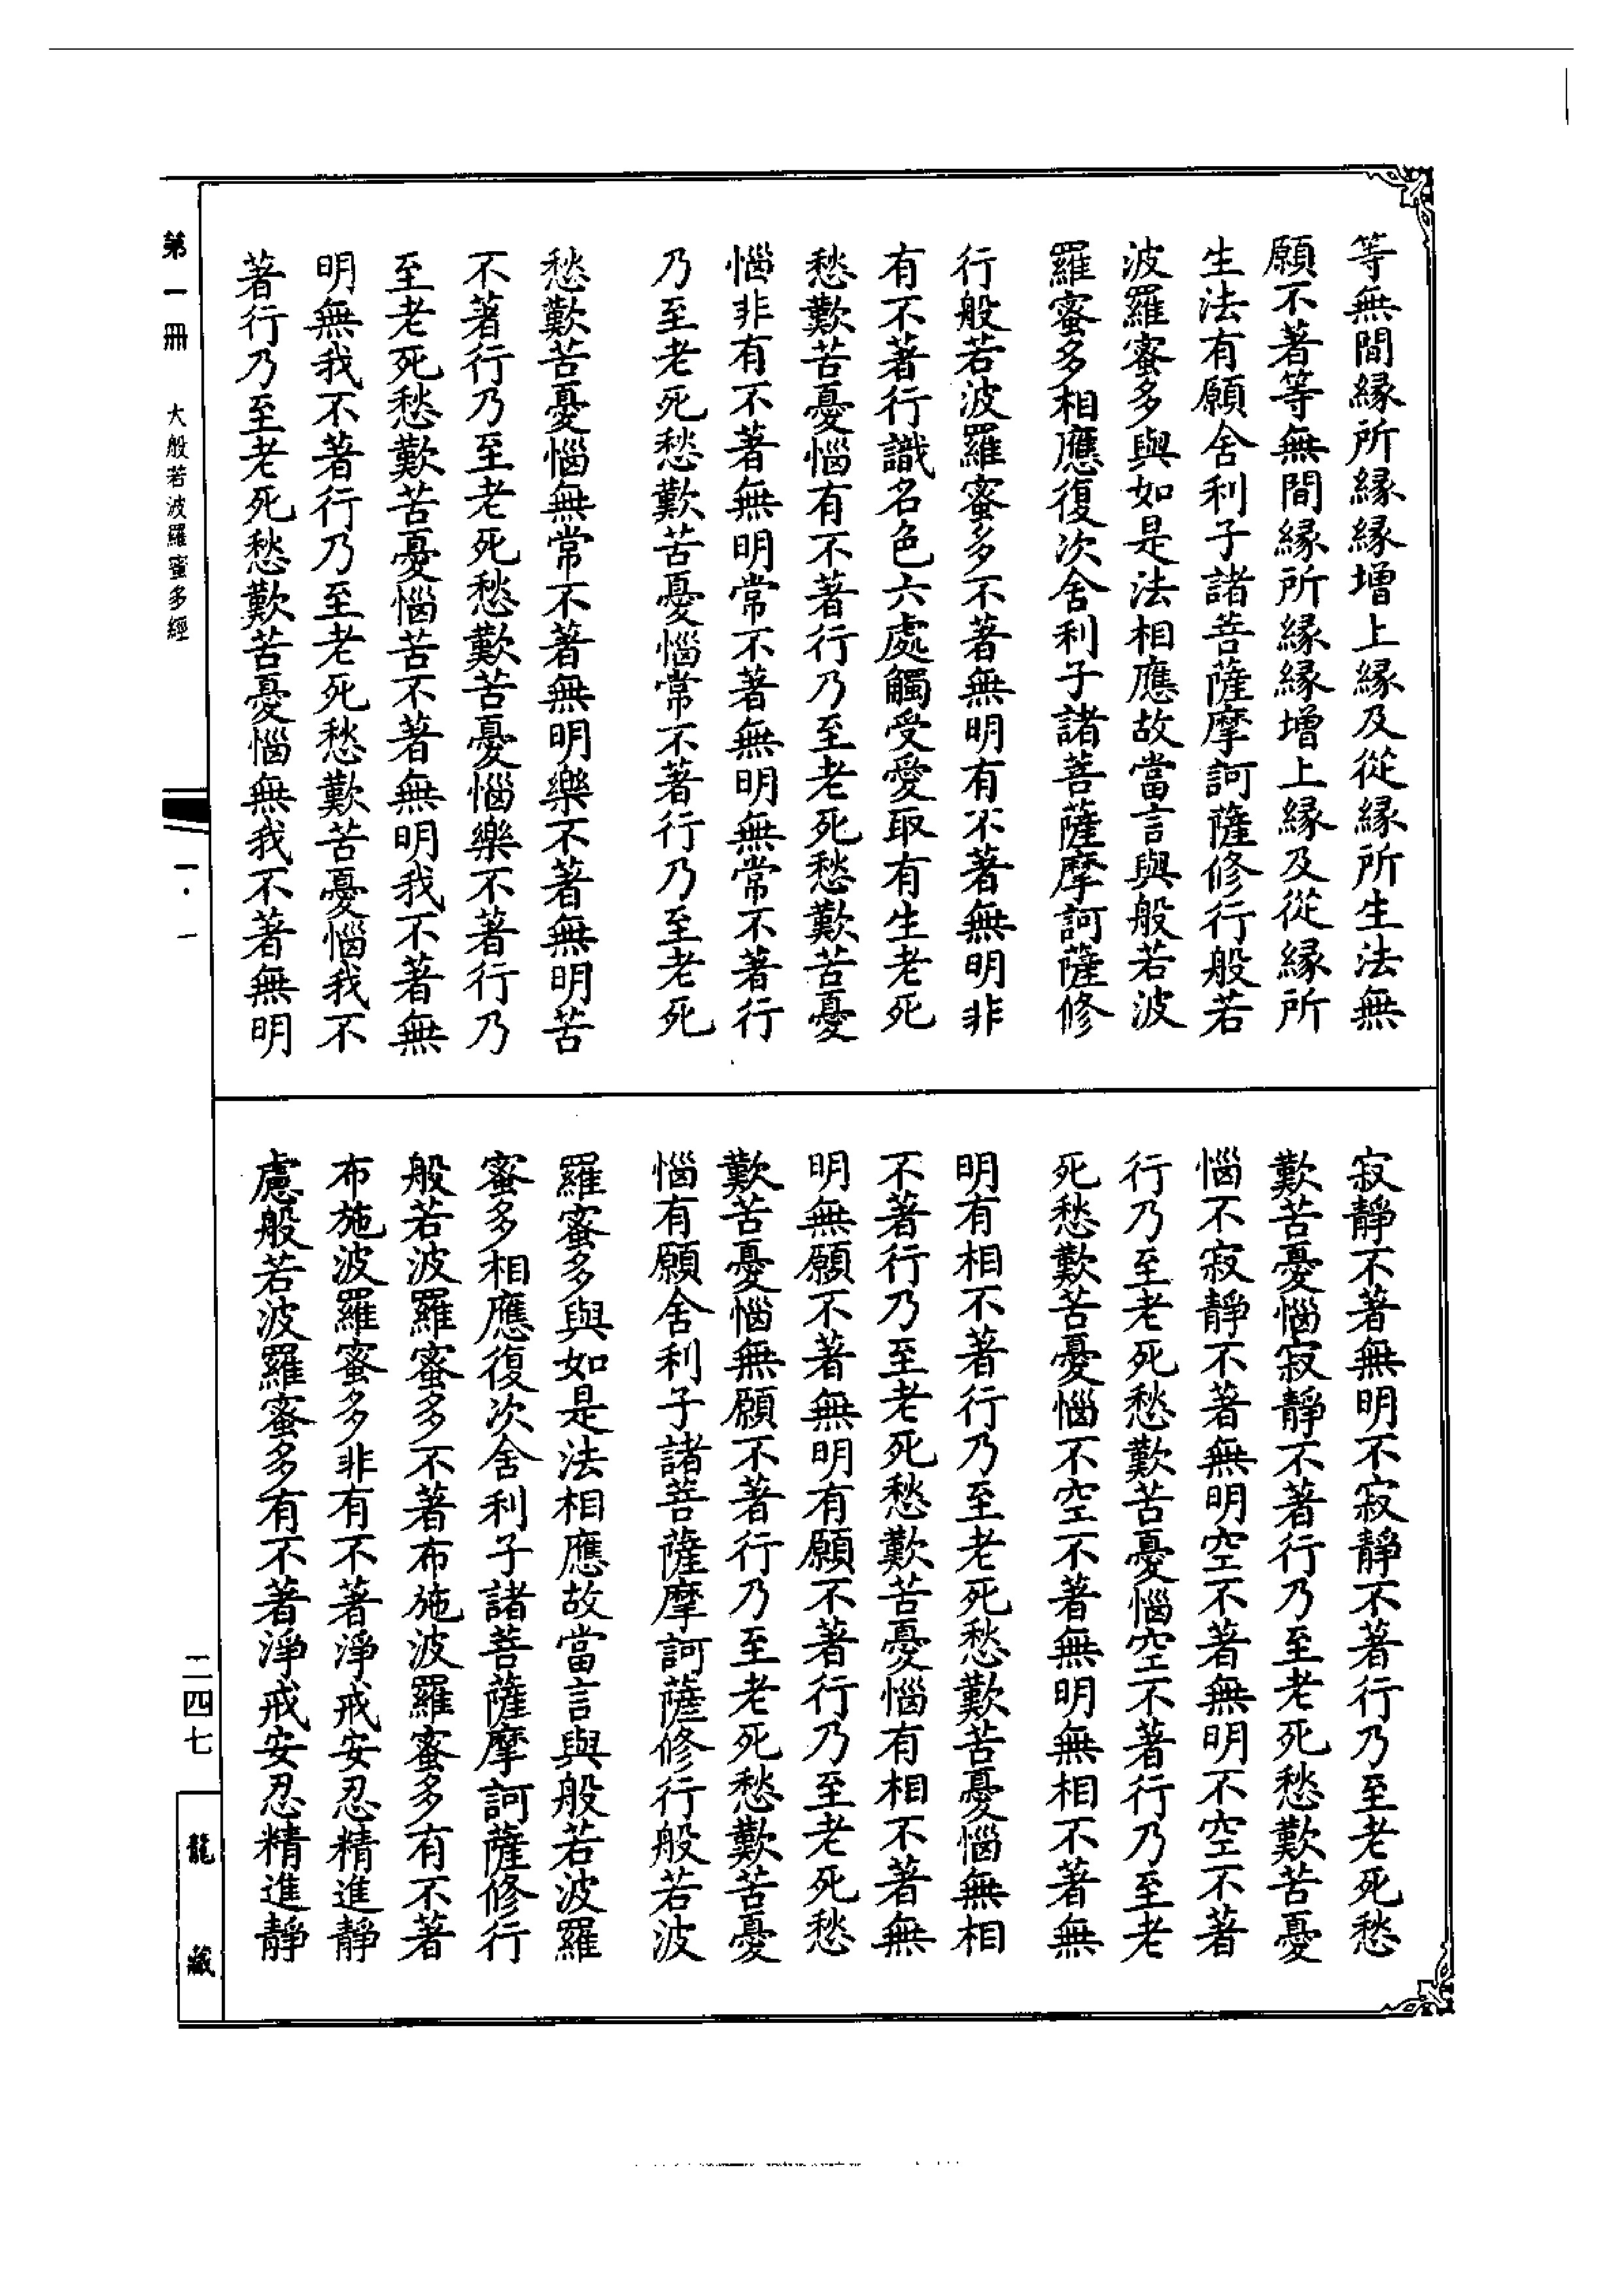 等無間緣所緣緣增上緣及從緣所生法無
願不著等無間緣所緣緣增上緣及從緣所
生法有願舍利子諸菩薩摩訶薩修行般若
波羅蜜多與如是法相應故當言與般若波
羅蜜多相應復次舍利子諸菩薩摩訶薩修
行般若波羅蜜多不著無明有不著無明非
有不著行識名色六處觸受愛取有生老死
愁歎苦憂惱有不著行乃至老死愁歎苦憂
惱非有不著無明常不著無明無常不著行
乃至老死愁歎苦憂惱常不著行乃至老死
愁歎苦憂惱無常不著無明樂不著無明苦
不著行乃至老死愁歎苦憂惱樂不著行乃
至老死愁歎苦憂惱苦不著無明我不著無
明無我不著行乃至老死愁歎苦憂惱我不
著行乃至老死愁歎苦憂惱無我不著無明
寂靜不著無明不寂靜不著行乃至老死愁
歎苦憂惱寂靜不著行乃至老死愁歎苦憂
惱不寂靜不著無明空不著無明不空不著
行乃至老死愁歎苦憂惱空不著行乃至老
死愁歎苦憂惱不空不著無明無相不著無
明有相不著行乃至老死愁歎苦憂惱無相
不著行乃至老死愁歎苦憂惱有相不著無
明無願不著無明有願不著行乃至老死愁
歎苦憂惱無願不著行乃至老死愁歎苦憂
惱有願舍利子諸菩薩摩訶薩修行般若波
羅蜜多與如是法相應故當言與般若波羅
蜜多相應復次舍利子諸菩薩摩訶薩修行
般若波羅蜜多不著布施波羅蜜多有不著
布施波羅蜜多非有不著淨戒安忍精進靜
慮般若波羅蜜多有不著淨戒安忍精進靜
第一冊 大般若波羅蜜多經
一·一
二四七
龍藏